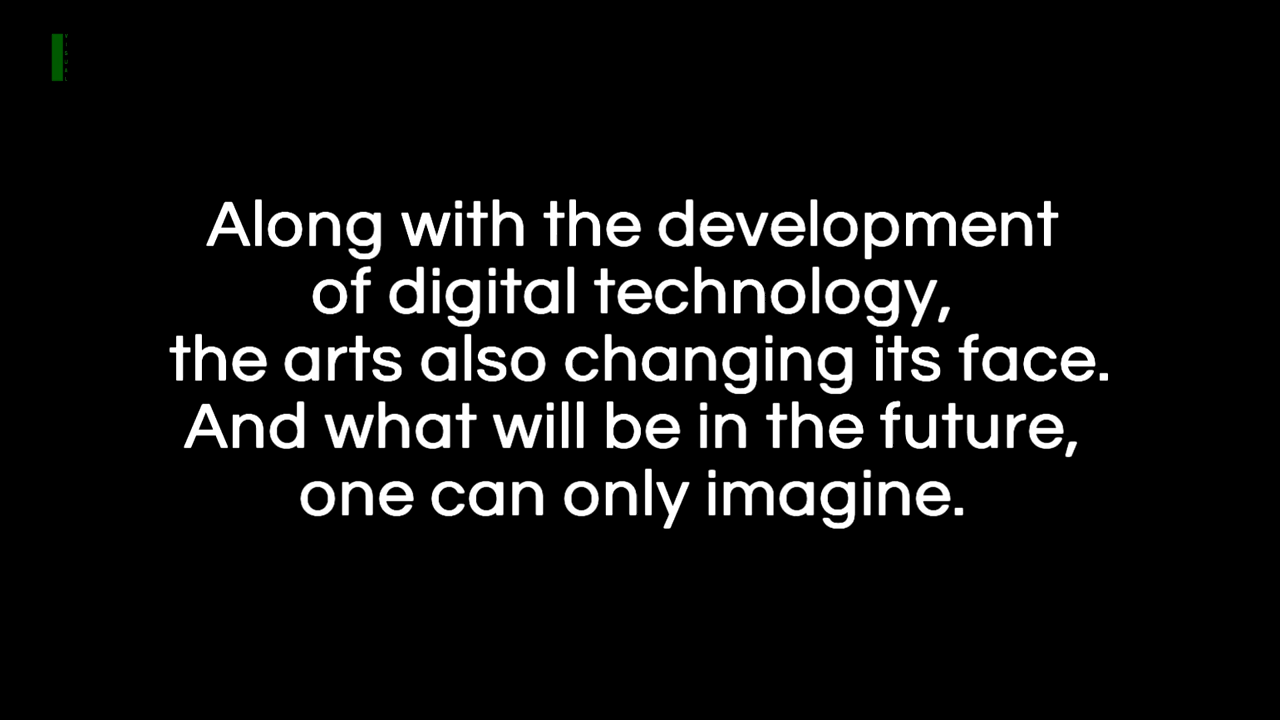 VISUAL
Along with the development
of digital technology,
the arts also changing its face.
And what will be in the future,
one can only imagine.